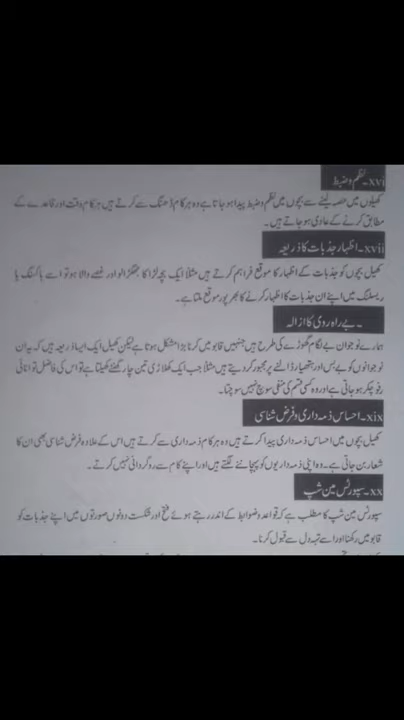 xvi۔ نظم و ضبط
کھیلوں میں حصہ لینے سے بچوں میں نظم و ضبط پیدا ہو جاتا ہے وہ ہر کام ڈھنگ سے کرتے ہیں ہر کام وقت اور قاعدے کے
مطابق کرنے کے عادی ہو جاتے ہیں۔
xvii۔ اظہار جذبات کا ذریعہ
کھیل بچوں کو جذبات کے اظہار کا موقع فراہم کرتے ہیں مثلاً ایک بچہ لڑاکا جھگڑالو اور غصے والا ہو تو اسے باکسنگ یا
ریسلنگ میں اپنے ان جذبات کا اظہار کرنے کا بھرپور موقع ملتا ہے۔
۔ بے راہ روی کا ازالہ
ہمارے نوجوان بے لگام گھوڑے کی طرح ہیں جنہیں قابو میں کرنا بڑا مشکل ہوتا ہے لیکن کھیل ایک ایسا ذریعہ ہیں کہ یہ ان
نوجوانوں کو بے بس اور ہتھیار ڈالنے پر مجبور کر دیتے ہیں مثلاً جب ایک کھلاڑی تین چار گھنٹے کھیلتا ہے تو اس کی فاضل توانائی
رفو چکر ہو جاتی ہے اور وہ کسی قسم کی منفی سوچ نہیں سوچتا۔
xix۔ احساس ذمہ داری و فرض شناسی
کھیل بچوں میں احساس ذمہ داری پیدا کرتے ہیں وہ ہر کام ذمہ داری سے کرتے ہیں اس کے علاوہ فرض شناسی بھی ان کا
شعار بن جاتی ہے۔ وہ اپنی ذمہ داریوں کو پہچاننے لگتے ہیں اور اپنے کام سے روگردانی نہیں کرتے۔
xx۔ سپورٹس مین شپ
سپورٹس مین شپ کا مطلب ہے کہ قواعد و ضوابط کے اندر رہتے ہوئے فتح اور شکست دونوں صورتوں میں اپنے جذبات کو
قابو میں رکھنا اور اسے تہہ دل سے قبول کرنا۔